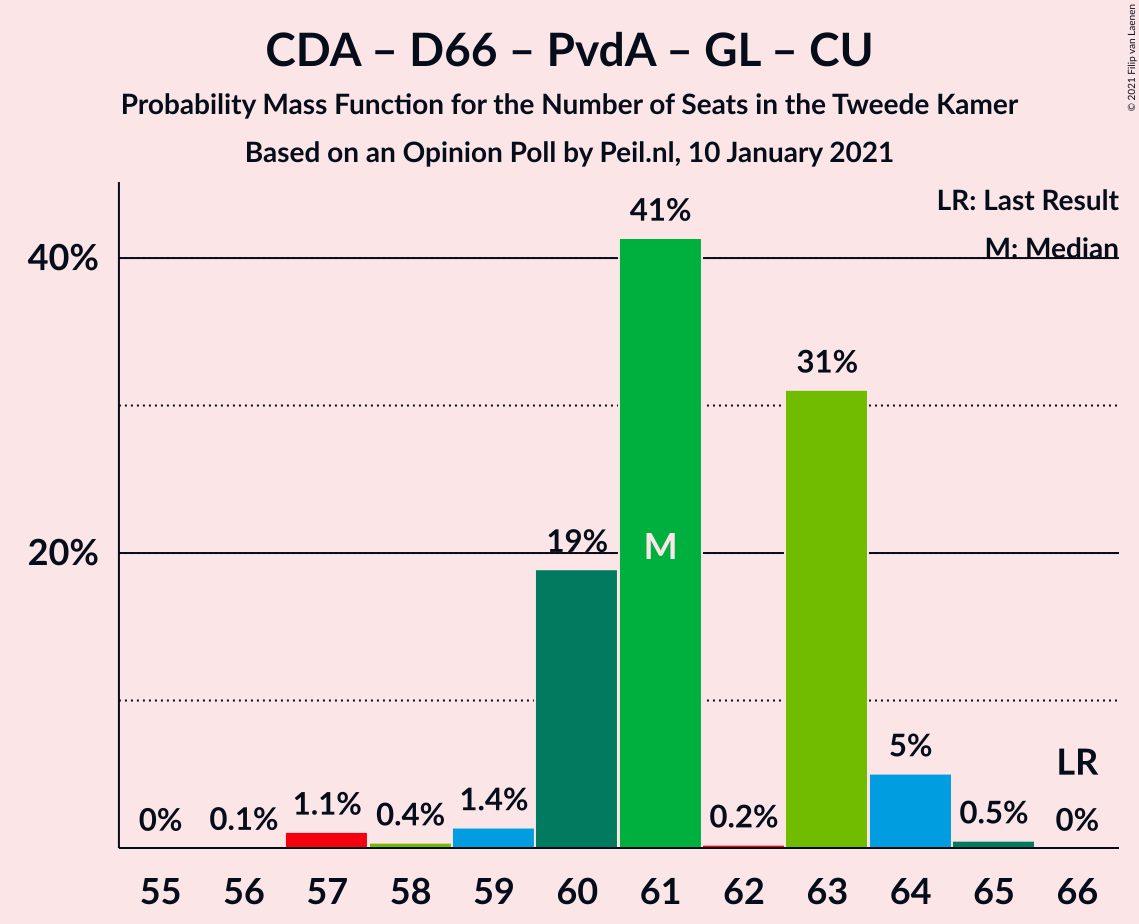 CDA – D66 – PvdA – GL – CU
Probability Mass Function for the Number of Seats in the Tweede Kamer
Based on an Opinion Poll by Peil.nl, 10 January 2021
© 2021 Filip van Laenen
LR: Last Result
M: Median
40%
20%
0%
0.1%
1.1%
0.4%
1.4%
19%
41%
M
0.2%
31%
5%
0.5%
LR
0%
55 56 57 58 59 60 61 62 63 64 65 66